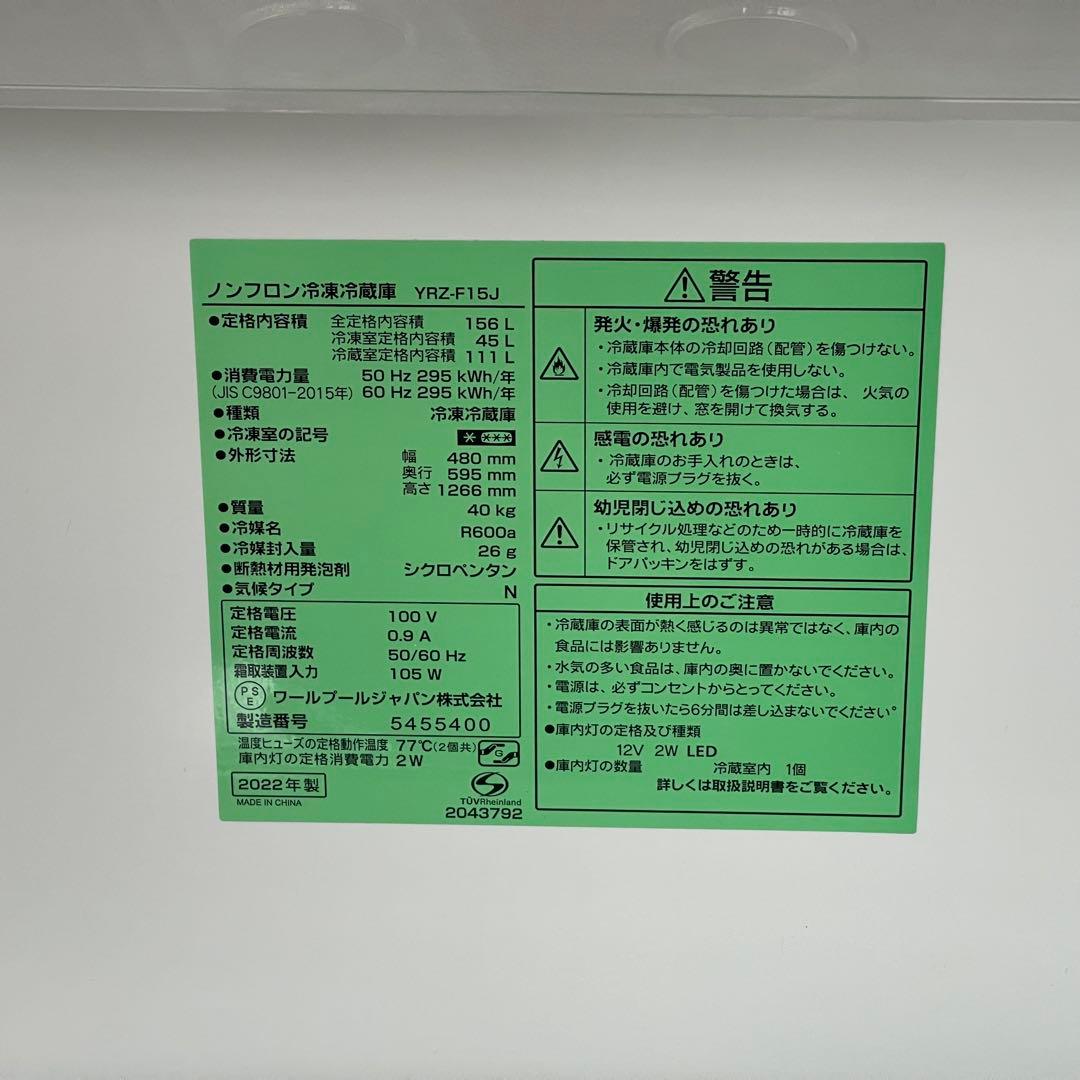 ノンフロン冷凍冷蔵庫 YRZ-F15J
●定格内容積 全定格内容積 156 L
冷凍室定格内容積 45 L
冷蔵室定格内容積 111 L
●消費電力量 50 Hz 295 kWh/年
(JIS C9801-2015年) 60 Hz 295 kWh/年
●種類 冷凍冷蔵庫
●冷凍室の記号
●外形寸法 幅 480 mm
奥行 595 mm
高さ 1266 mm
●質量 40 kg
●冷媒名 R600a
●冷媒封入量 26 g
●断熱材用発泡剤 シクロペンタン
●気候タイプ N
定格電圧 100 V
定格電流 0.9 A
定格周波数 50/60 Hz
霜取装置入力 105 W
PSE ワールプールジャパン株式会社
製造番号 5455400
温度ヒューズの定格動作温度 77℃(2個共)
庫内灯の定格消費電力 2W
G
2022年製
MADE IN CHINA
TÜVRheinland
2043792
警告
発火・爆発の恐れあり
・冷蔵庫本体の冷却回路(配管)を傷つけない。
・冷蔵庫内で電気製品を使用しない。
・冷却回路(配管)を傷つけた場合は、火気の
使用を避け、窓を開けて換気する。
感電の恐れあり
・冷蔵庫のお手入れのときは、
必ず電源プラグを抜く。
幼児閉じ込めの恐れあり
・リサイクル処理などのため一時的に冷蔵庫を
保管され、幼児閉じ込めの恐れがある場合は、
ドアパッキンをはずす。
使用上のご注意
・冷蔵庫の表面が熱く感じるのは異常ではなく、庫内の
食品には影響ありません。
・水気の多い食品は、庫内の奥に置かないでください。
・電源は、必ずコンセントからとってください。
・電源プラグを抜いたら6分間は差し込まないでください。
●庫内灯の定格及び種類
12V 2W LED
●庫内灯の数量 冷蔵室内 1個
詳しくは取扱説明書をご覧ください。